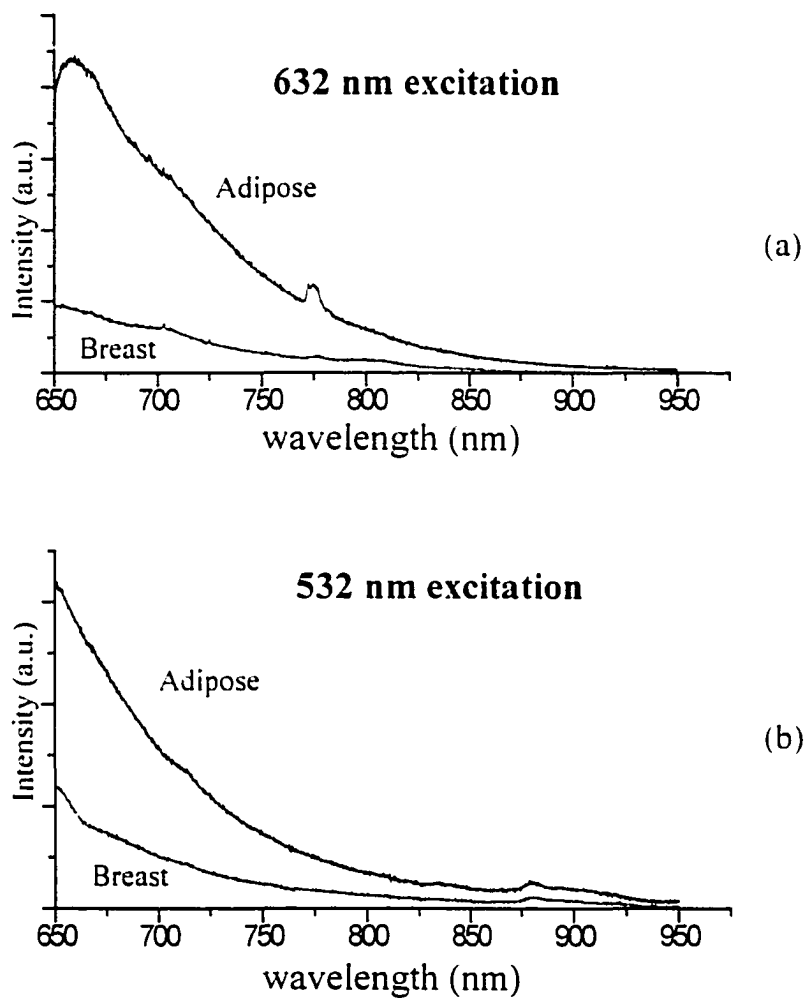 632 nm excitation
Adipose
Breast
Intensity (a.u.)
650 700 750 800 850 900 950
wavelength (nm)
(a)
532 nm excitation
Adipose
Breast
Intensity (a.u.)
650 700 750 800 850 900 950
wavelength (nm)
(b)